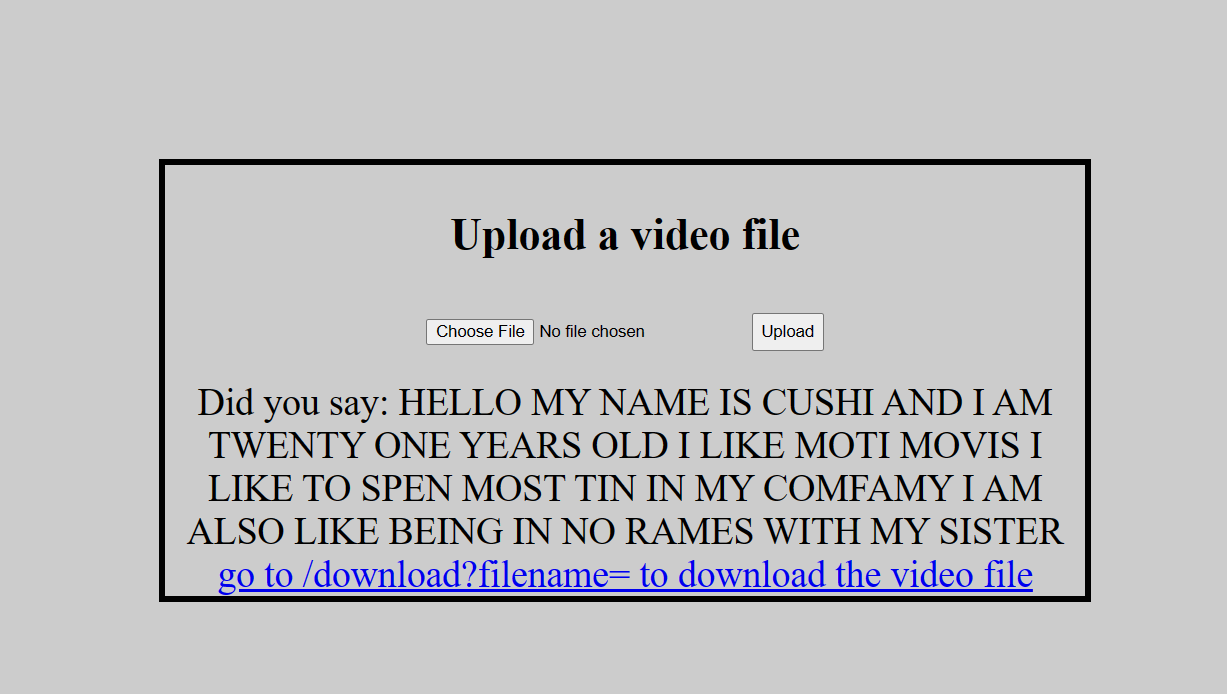 Upload a video file
Choose File No file chosen Upload
Did you say: HELLO MY NAME IS CUSHI AND I AM
TWENTY ONE YEARS OLD I LIKE MOTI MOVIS I
LIKE TO SPEN MOST TIN IN MY COMFAMY I AM
ALSO LIKE BEING IN NO RAMES WITH MY SISTER
go to /download?filename= to download the video file